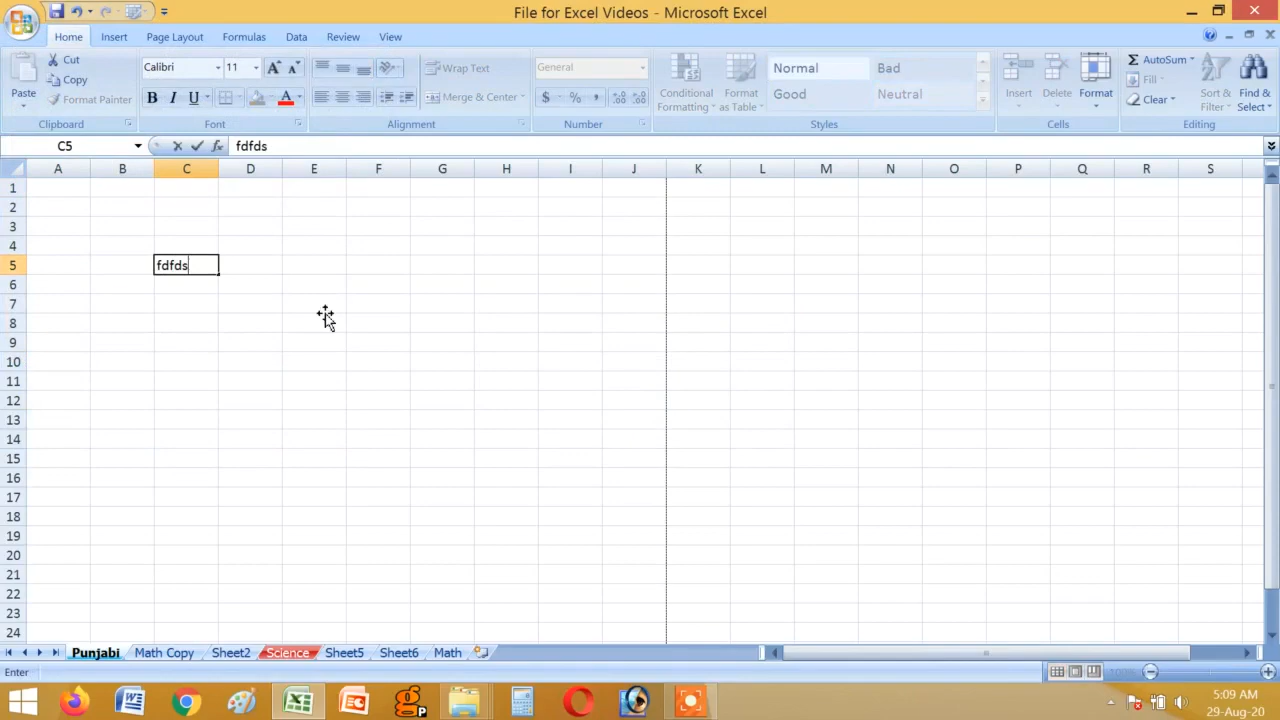 File for Excel Videos - Microsoft Excel
Home Insert Page Layout Formulas Data Review View
Paste Cut Copy Format Painter Clipboard
Calibri 11 B I U A Font
Wrap Text Merge & Center Alignment
General $ % , Number
Conditional Formatting Format as Table Normal Bad Good Neutral Styles
Insert Delete Format Cells
Σ AutoSum Fill Clear Sort & Filter Find & Select Editing
C5 fx fdfds
A B C D E F G H I J K L M N O P Q R S
1
2
3
4
5 fdfds
6
7
8
9
10
11
12
13
14
15
16
17
18
19
20
21
22
23
24
Punjabi Math Copy Sheet2 Science Sheet5 Sheet6 Math
Enter 100%
5:09 AM
29-Aug-20